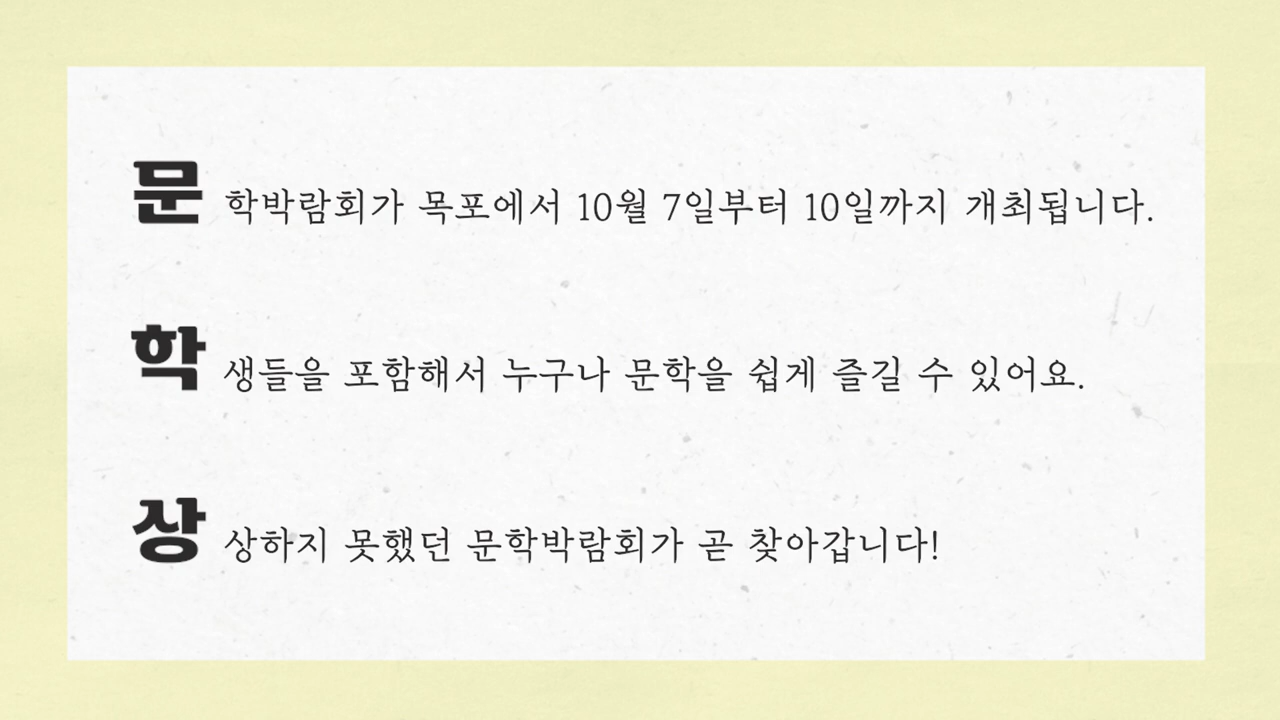 문 학박람회가 목포에서 10월 7일부터 10일까지 개최됩니다.
학 생들을 포함해서 누구나 문학을 쉽게 즐길 수 있어요.
상 상하지 못했던 문학박람회가 곧 찾아갑니다!